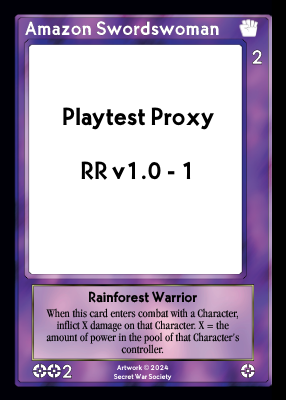 Amazon Swordswoman
2
Playtest Proxy
RR v1.0 - 1
Rainforest Warrior
When this card enters combat with a Character,
inflict X damage on that Character. X = the
amount of power in the pool of that Character's
controller.
2
Artwork © 2024
Secret War Society